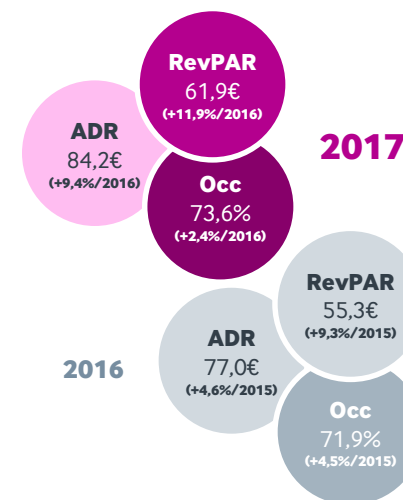 RevPAR
61,9€
(+11,9%/2016)
ADR
84,2€
(+9,4%/2016)
2017
Occ
73,6%
(+2,4%/2016)
RevPAR
55,3€
(+9,3%/2015)
ADR
77,0€
(+4,6%/2015)
2016
Occ
71,9%
(+4,5%/2015)